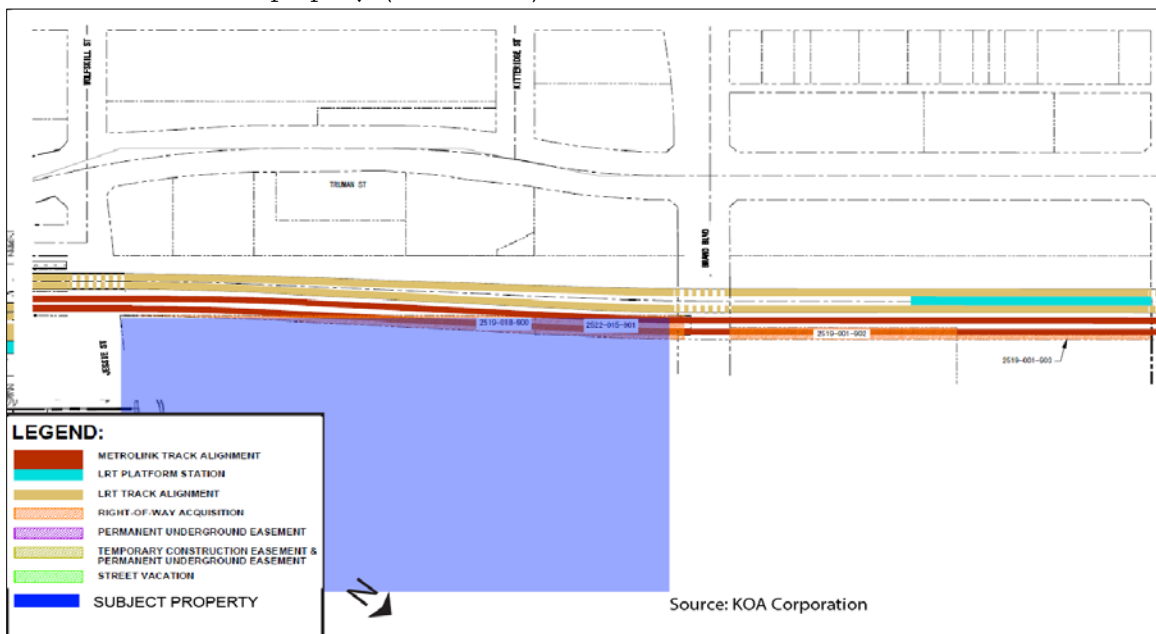 WOLFSKILL ST
KITTERIDGE ST
TRUMAN ST
BRAND BLVD
2519-018-900
2522-015-901
2519-001-902
2519-001-903
JESSIE ST
LEGEND:
METROLINK TRACK ALIGNMENT
LRT PLATFORM STATION
LRT TRACK ALIGNMENT
RIGHT-OF-WAY ACQUISITION
PERMANENT UNDERGROUND EASEMENT
TEMPORARY CONSTRUCTION EASEMENT &
PERMANENT UNDERGROUND EASEMENT
STREET VACATION
SUBJECT PROPERTY
N
Source: KOA Corporation